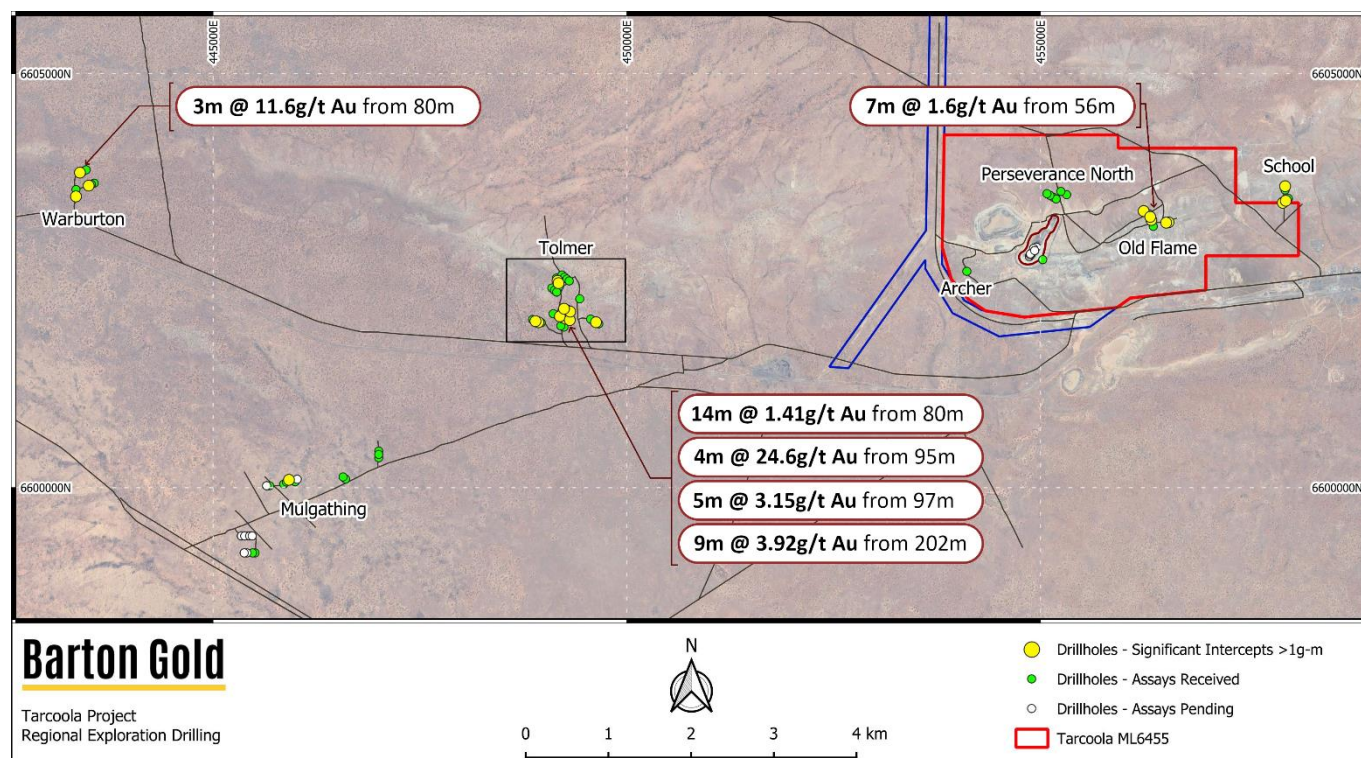 445000E
450000E
455000E
6605000N
6605000N
3m @ 11.6g/t Au from 80m
7m @ 1.6g/t Au from 56m
School
Perseverance North
Warburton
Tolmer
Old Flame
Archer
14m @ 1.41g/t Au from 80m
4m @ 24.6g/t Au from 95m
5m @ 3.15g/t Au from 97m
9m @ 3.92g/t Au from 202m
6600000N
6600000N
Mulgathing
Barton Gold
Tarcoola Project
Regional Exploration Drilling
N
0 1 2 3 4 km
Drillholes - Significant Intercepts >1g-m
Drillholes - Assays Received
Drillholes - Assays Pending
Tarcoola ML6455